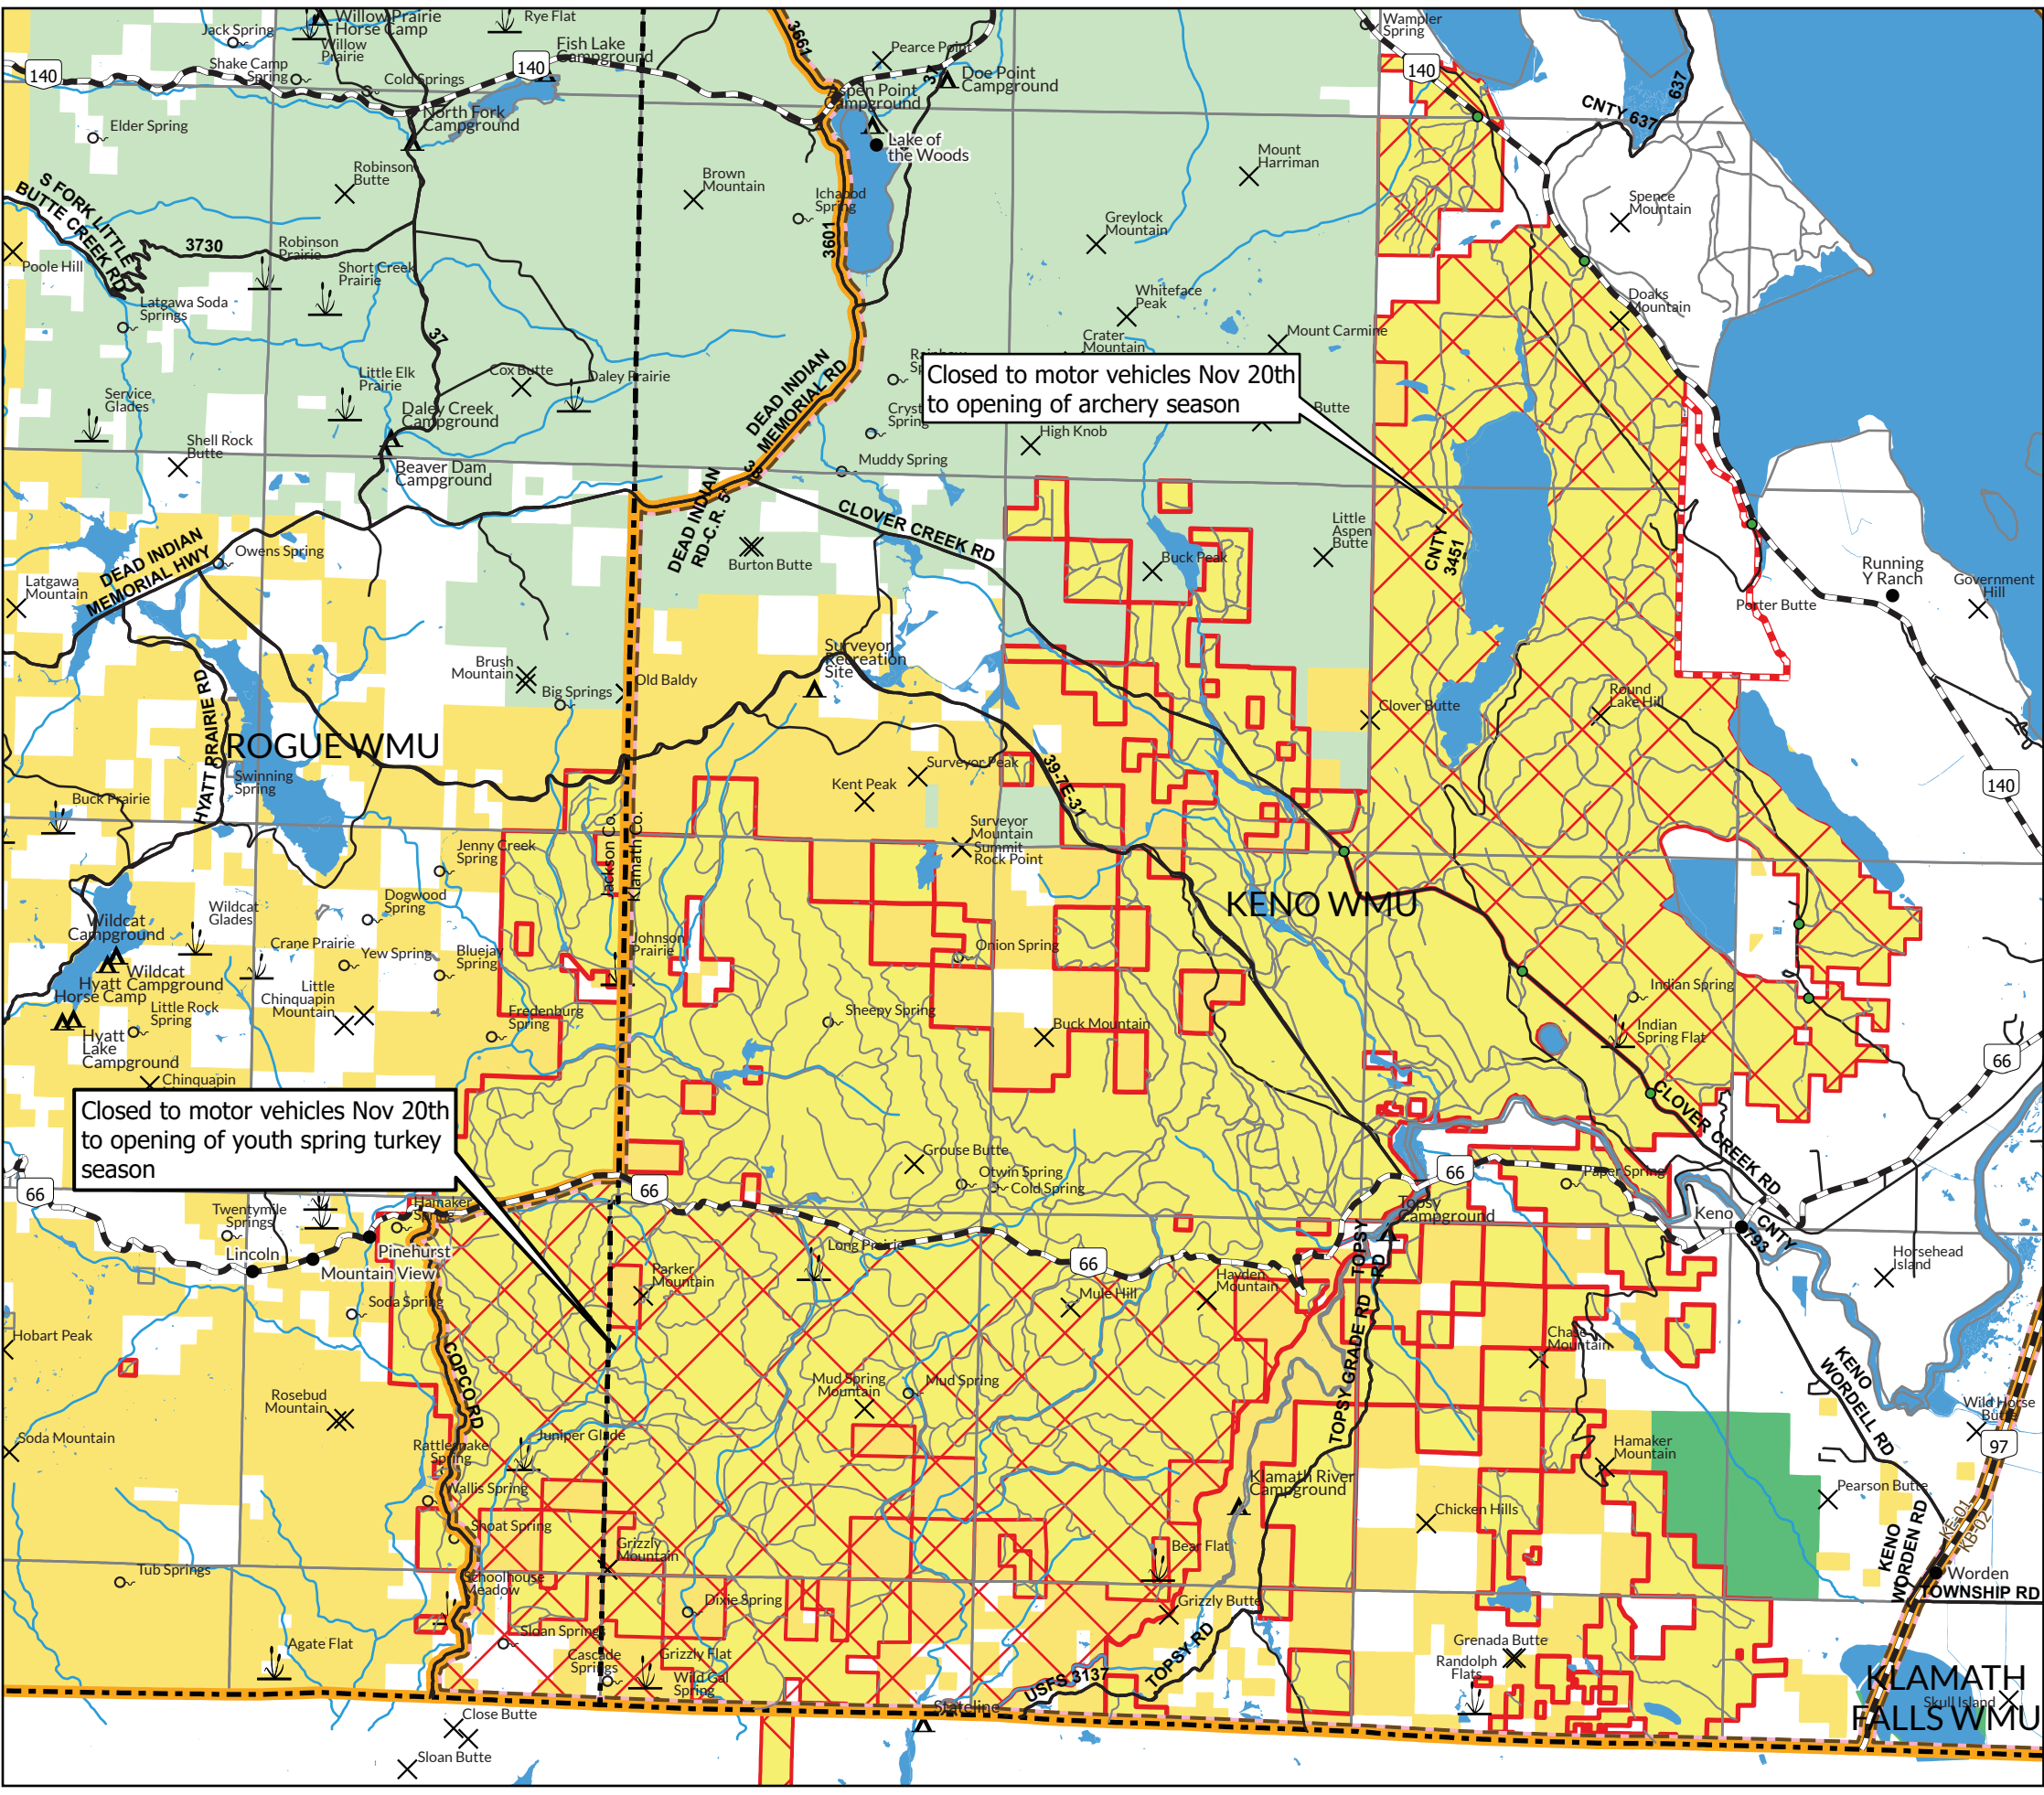 Jack Spring
Willow Prairie
Horse Camp
Willow
Prairie
Rye Flat
Fish Lake
Campground
Pearce Point
Wampler
Spring
3661
140
Shake Camp
Spring
Cold Springs
140
37
Doc Point
Campground
140
637
CNTY 637
Aspen Point
Campground
Elder Spring
North Fork
Campground
Lake of
the Woods
Mount
Harriman
Robinson
Butte
Brown
Mountain
Ichabod
Spring
Spence
Mountain
S FORK LITTLE
BUTTE CREEK RD
3730
Robinson
Prairie
3601
Greylock
Mountain
Poole Hill
Short Creek
Prairie
Latgawa Soda
Springs
Whiteface
Peak
Doaks
Mountain
37
Crater
Mountain
Mount Carmine
Little Elk
Prairie
Cox Butte
Daley Prairie
DEAD INDIAN
MEMORIAL RD
Closed to motor vehicles Nov 20th
to opening of archery season
Butte
Service
Glades
Daley Creek
Campground
High Knob
Shell Rock
Butte
Beaver Dam
Campground
Muddy Spring
CLOVER CREEK RD
DEAD INDIAN
RD-C.R. 5
DEAD INDIAN
MEMORIAL HWY
Owens Spring
Burton Butte
Buck Peak
Little
Aspen
Butte
CNTY
3451
Running
Y Ranch
Government
Hill
Latgawa
Mountain
Porter Butte
Brush
Mountain
Big Springs
Old Baldy
Surveyor
Recreation
Site
Clover Butte
Round
Lake Hill
HYATT PRAIRIE RD
ROGUE WMU
Swinning
Spring
Surveyor Peak
Kent Peak
39-7E-31
140
Buck Prairie
Jackson Co.
Klamath Co.
Surveyor
Mountain
Summit
Rock Point
Jenny Creek
Spring
KENO WMU
Dogwood
Spring
Wildcat
Glades
Wildcat
Campground
Crane Prairie
Yew Spring
Bluejay
Spring
Johnson
Prairie
Onion Spring
Wildcat
Hyatt Campground
Horse Camp
Little
Chinquapin
Mountain
Little Rock
Spring
Fredenburg
Spring
Sheepy Spring
Buck Mountain
Indian Spring
Indian
Spring Flat
Hyatt
Lake
Campground
66
Chinquapin
Closed to motor vehicles Nov 20th
to opening of youth spring turkey
season
CLOVER CREEK RD
Grouse Butte
Otwin Spring
Cold Spring
66
Paper Spring
66
66
Hamaker
Spring
Twentymile
Springs
Topsy
Campground
Keno
CNTY
793
Lincoln
Pinehurst
Mountain View
Long Prairie
66
TOPSY
TOPSY GRADE RD
RD
Horsehead
Island
Parker
Mountain
Hayden
Mountain
Mule Hill
Soda Spring
Hobart Peak
COPCO RD
Chase
Mountain
KENO
WORDELL RD
Mud Spring
Mountain
Mud Spring
Rosebud
Mountain
Wild Horse
Soda Mountain
Rattlesnake
Spring
Juniper Glade
Hamaker
Mountain
97
Klamath River
Campground
Wallis Spring
Pearson Butte
Chicken Hills
Shoat Spring
KE-01
KB-02
Grizzly
Mountain
Bear Flat
KENO
WORDEN RD
Tub Springs
Schoolhouse
Meadow
Worden
TOWNSHIP RD
Dixie Spring
Grizzly Butte
Sloan Spring
Agate Flat
Cascade
Springs
Grizzly Flat
Wild Gal
Spring
TOPSY RD
USFS 3137
Grenada Butte
Randolph
Flats
KLAMATH
FALLS WMU
Skull Island
Stateline
Close Butte
Sloan Butte